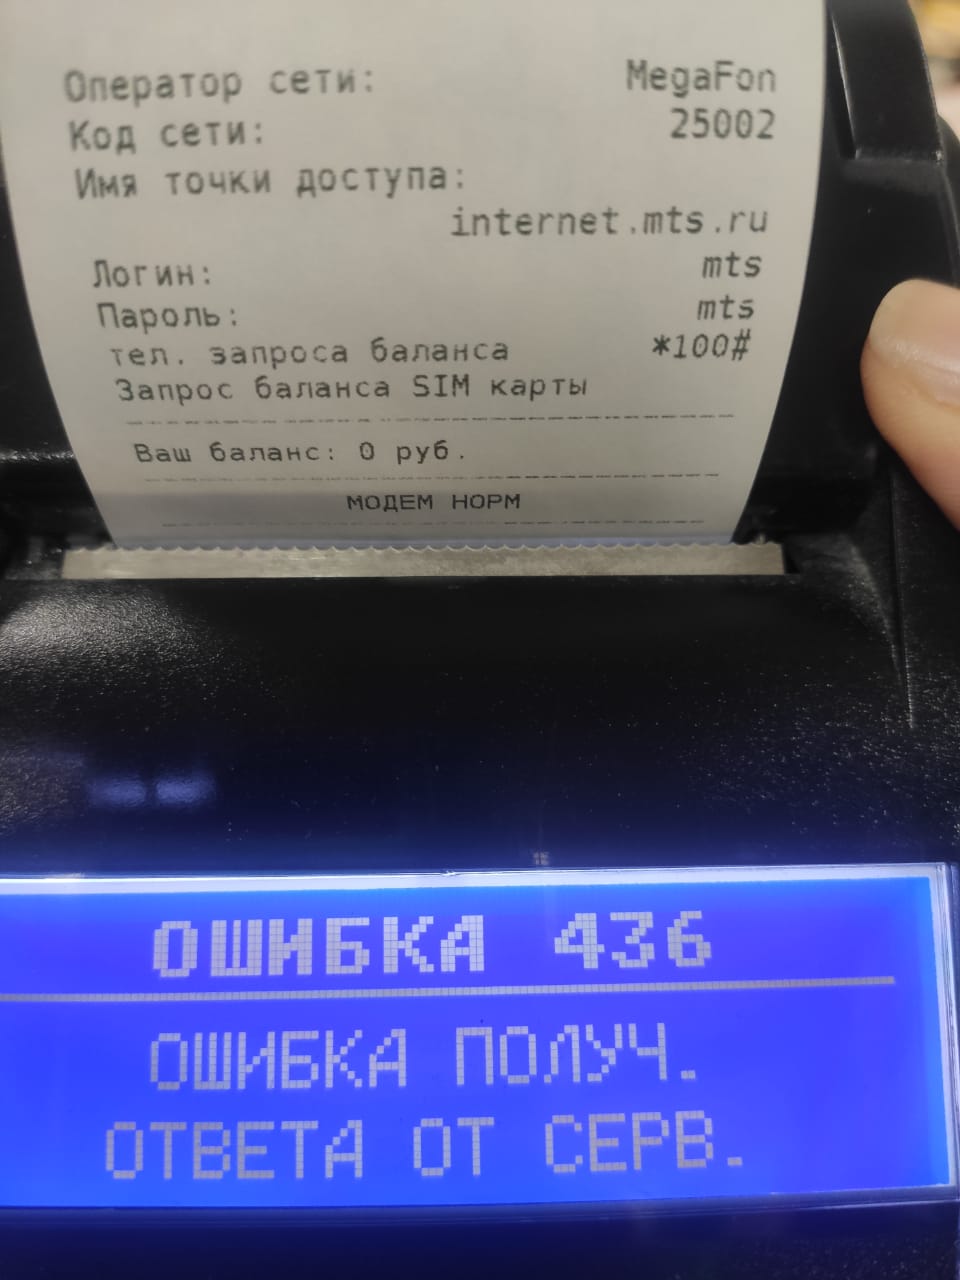 Оператор сети: MegaFon
Код сети: 25002
Имя точки доступа:
internet.mts.ru
Логин: mts
Пароль: mts
тел. запроса баланса *100#
Запрос баланса SIM карты
Ваш баланс: 0 руб.
МОДЕМ НОРМ
ОШИБКА 436
ОШИБКА ПОЛУЧ.
ОТВЕТА ОТ СЕРВ.